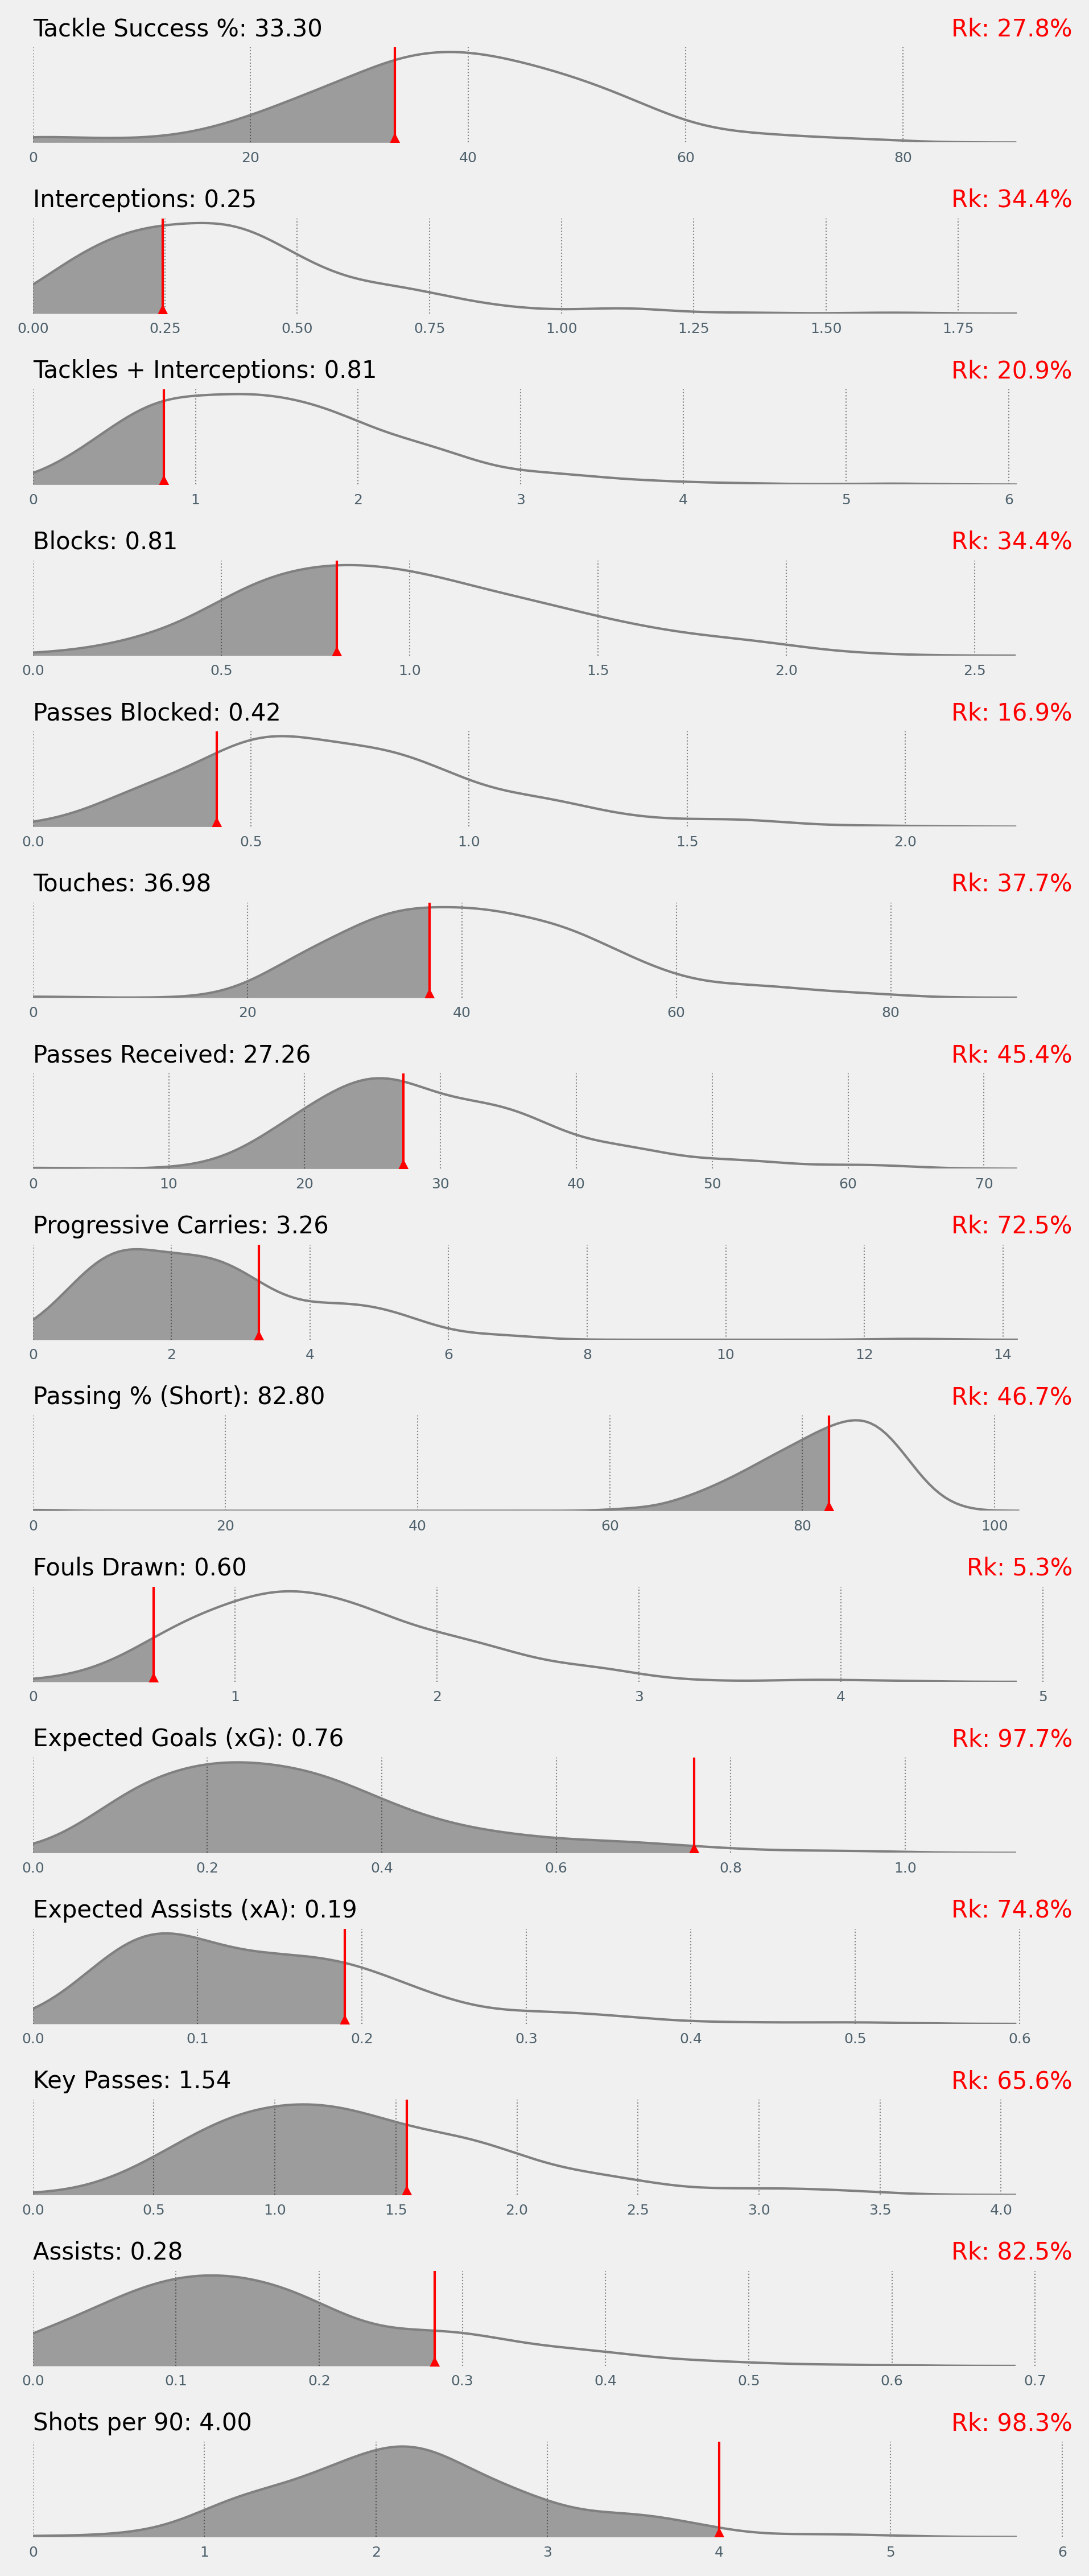 Tackle Success %: 33.30 Rk: 27.8%
0 20 40 60 80
Interceptions: 0.25 Rk: 34.4%
0.00 0.25 0.50 0.75 1.00 1.25 1.50 1.75
Tackles + Interceptions: 0.81 Rk: 20.9%
0 1 2 3 4 5 6
Blocks: 0.81 Rk: 34.4%
0.0 0.5 1.0 1.5 2.0 2.5
Passes Blocked: 0.42 Rk: 16.9%
0.0 0.5 1.0 1.5 2.0
Touches: 36.98 Rk: 37.7%
0 20 40 60 80
Passes Received: 27.26 Rk: 45.4%
0 10 20 30 40 50 60 70
Progressive Carries: 3.26 Rk: 72.5%
0 2 4 6 8 10 12 14
Passing % (Short): 82.80 Rk: 46.7%
0 20 40 60 80 100
Fouls Drawn: 0.60 Rk: 5.3%
0 1 2 3 4 5
Expected Goals (xG): 0.76 Rk: 97.7%
0.0 0.2 0.4 0.6 0.8 1.0
Expected Assists (xA): 0.19 Rk: 74.8%
0.0 0.1 0.2 0.3 0.4 0.5 0.6
Key Passes: 1.54 Rk: 65.6%
0.0 0.5 1.0 1.5 2.0 2.5 3.0 3.5 4.0
Assists: 0.28 Rk: 82.5%
0.0 0.1 0.2 0.3 0.4 0.5 0.6 0.7
Shots per 90: 4.00 Rk: 98.3%
0 1 2 3 4 5 6